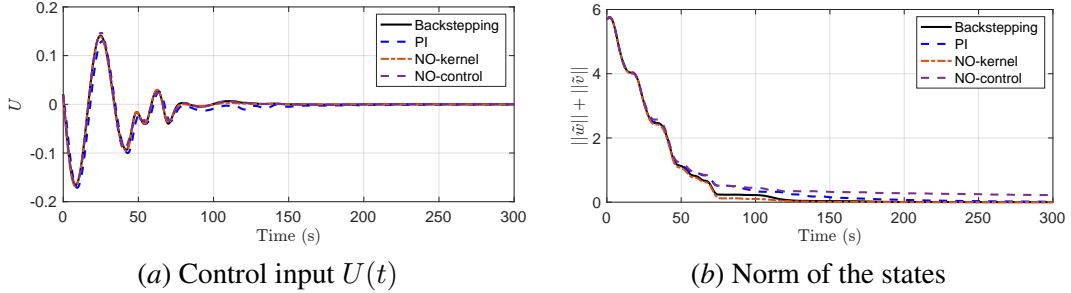 0.2
0.1
0
-0.1
-0.2
U
0 50 100 150 200 250 300
Time (s)
Backstepping
PI
NO-kernel
NO-control
(a) Control input U(t)
6
4
2
0
||w̃|| + ||ṽ||
0 50 100 150 200 250 300
Time (s)
Backstepping
PI
NO-kernel
NO-control
(b) Norm of the states